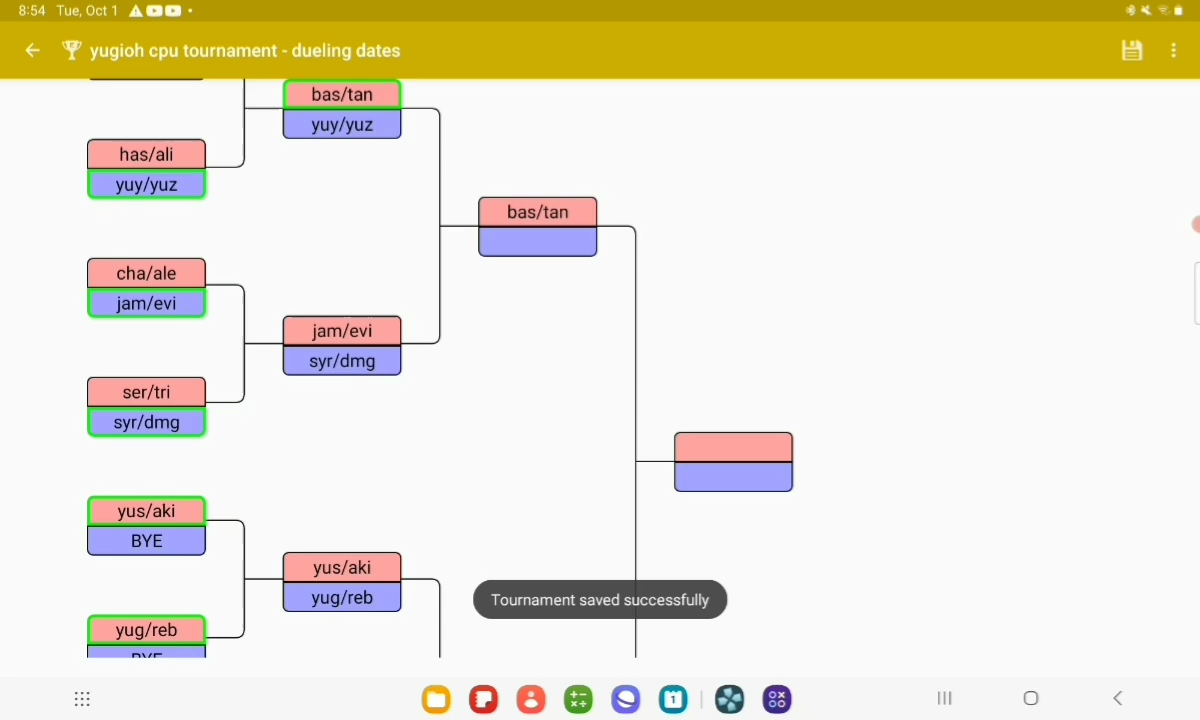 8:54 Tue, Oct 1
yugioh cpu tournament - dueling dates
bas/tan
yuy/yuz
has/ali
yuy/yuz
bas/tan
cha/ale
jam/evi
jam/evi
syr/dmg
ser/tri
syr/dmg
yus/aki
BYE
yus/aki
yug/reb
Tournament saved successfully
yug/reb
BYE
1